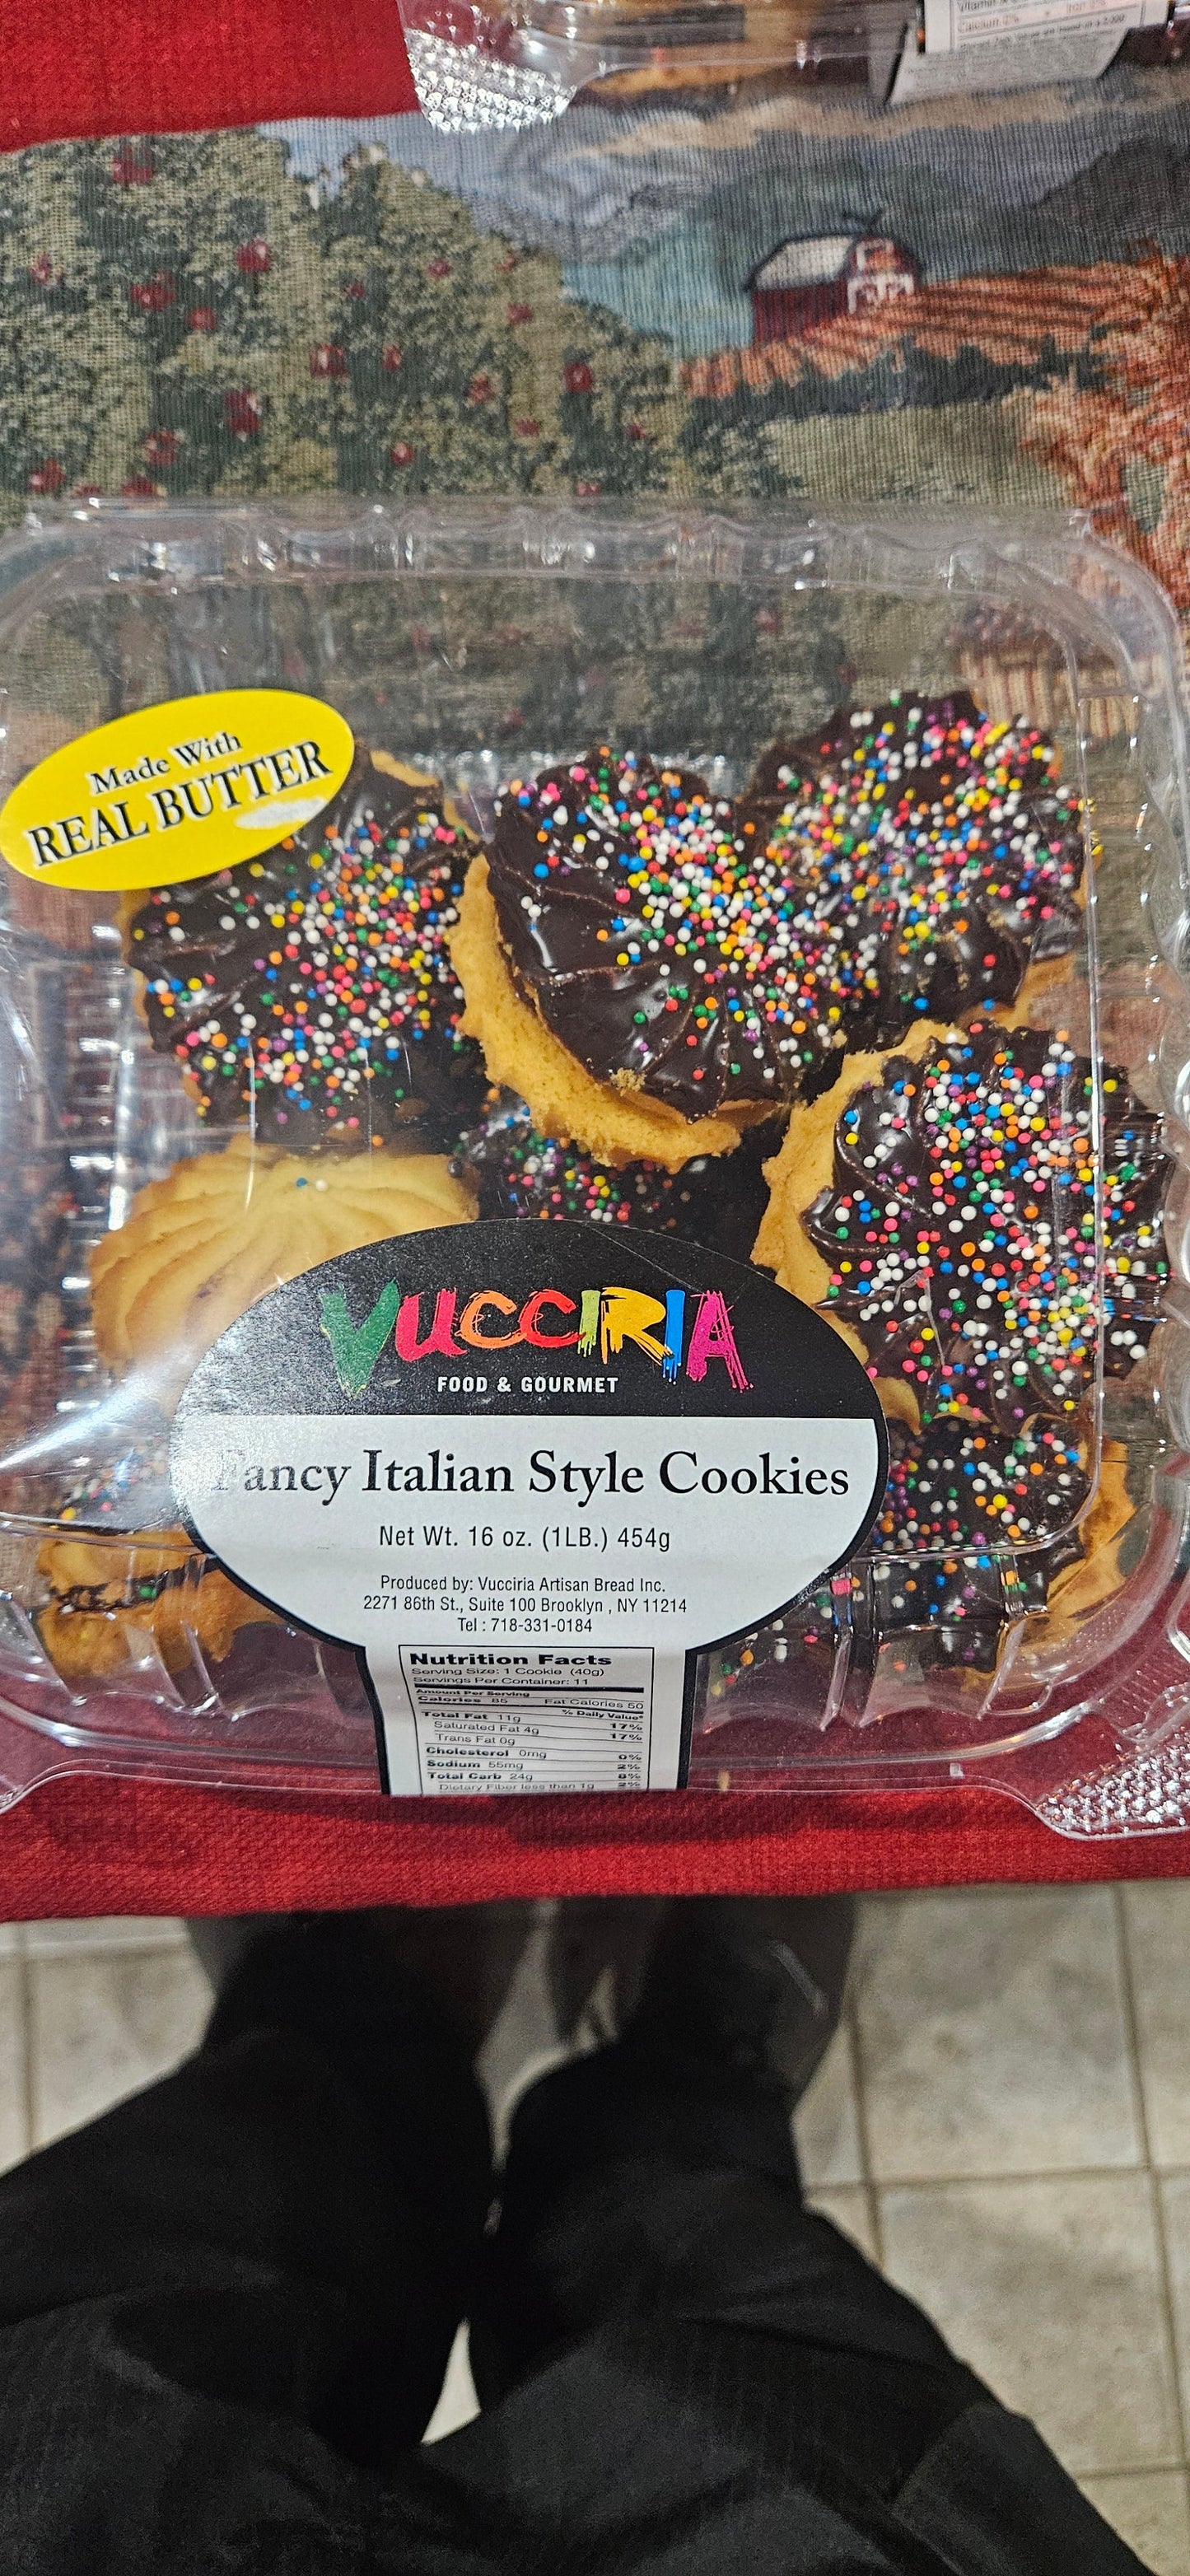 Calcium 2%
Made With
REAL BUTTER
VUCCIRIA
FOOD & GOURMET
Fancy Italian Style Cookies
Net Wt. 16 oz. (1LB.) 454g
Produced by: Vucciria Artisan Bread Inc.
2271 86th St., Suite 100 Brooklyn , NY 11214
Tel : 718-331-0184
Nutrition Facts
Serving Size: 1 Cookie (40g)
Servings Per Container: 11
Amount Per Serving
Calories 85 Fat Calories 50
% Daily Value*
Total Fat 11g 17%
Saturated Fat 4g 17%
Trans Fat 0g
Cholesterol 0mg 0%
Sodium 55mg 2%
Total Carb 24g 8%
Dietary Fiber less than 1g 2%